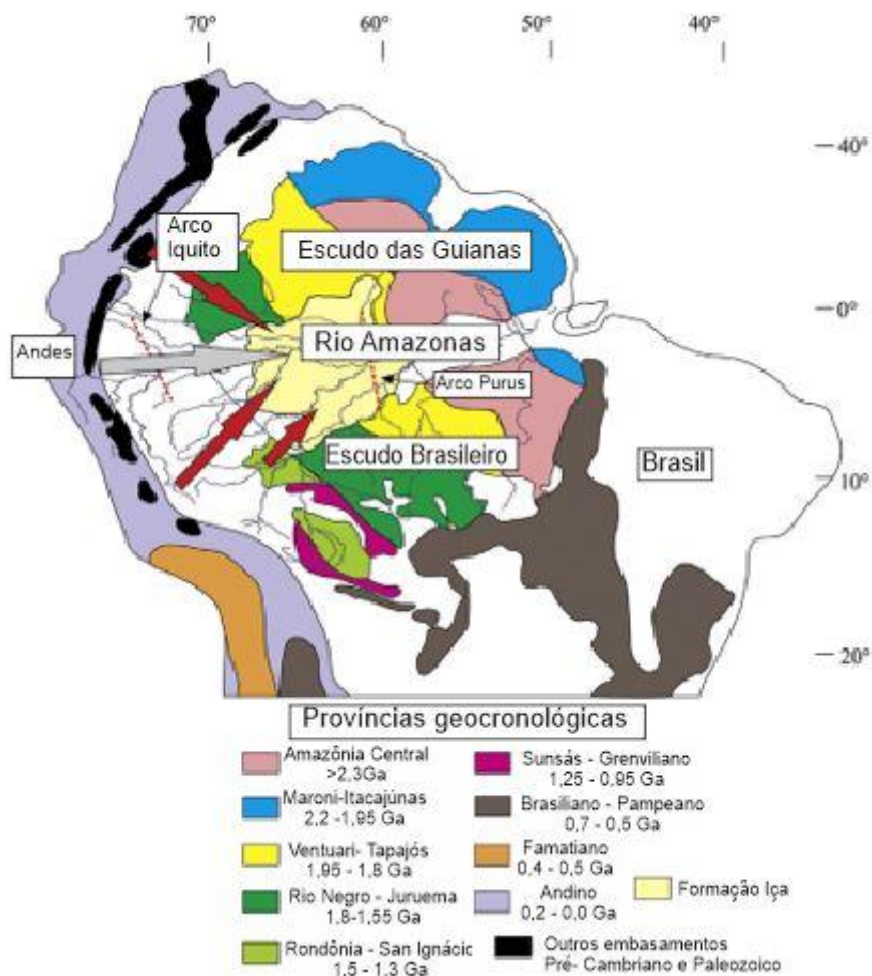 70°
60°
50°
40°
40°
Arco
Iquito
Escudo das Guianas
0°
Andes
Rio Amazonas
Arco Purus
Escudo Brasileiro
Brasil
10°
20°
Províncias geocronológicas
Amazônia Central
>2,3Ga
Sunsás - Grenviliano
1,25 - 0,95 Ga
Maroni-Itacajúnas
2,2 -1,95 Ga
Brasiliano - Pampeano
0,7 - 0,5 Ga
Ventuari- Tapajós
1,95 - 1,8 Ga
Famatiano
0,4 - 0,5 Ga
Rio Negro - Juruema
1,8-1,55 Ga
Andino
0,2 - 0,0 Ga
Formação Iça
Rondônia - San Ignácio
1,5 - 1,3 Ga
Outros embasamentos
Pré- Cambriano e Paleozoico